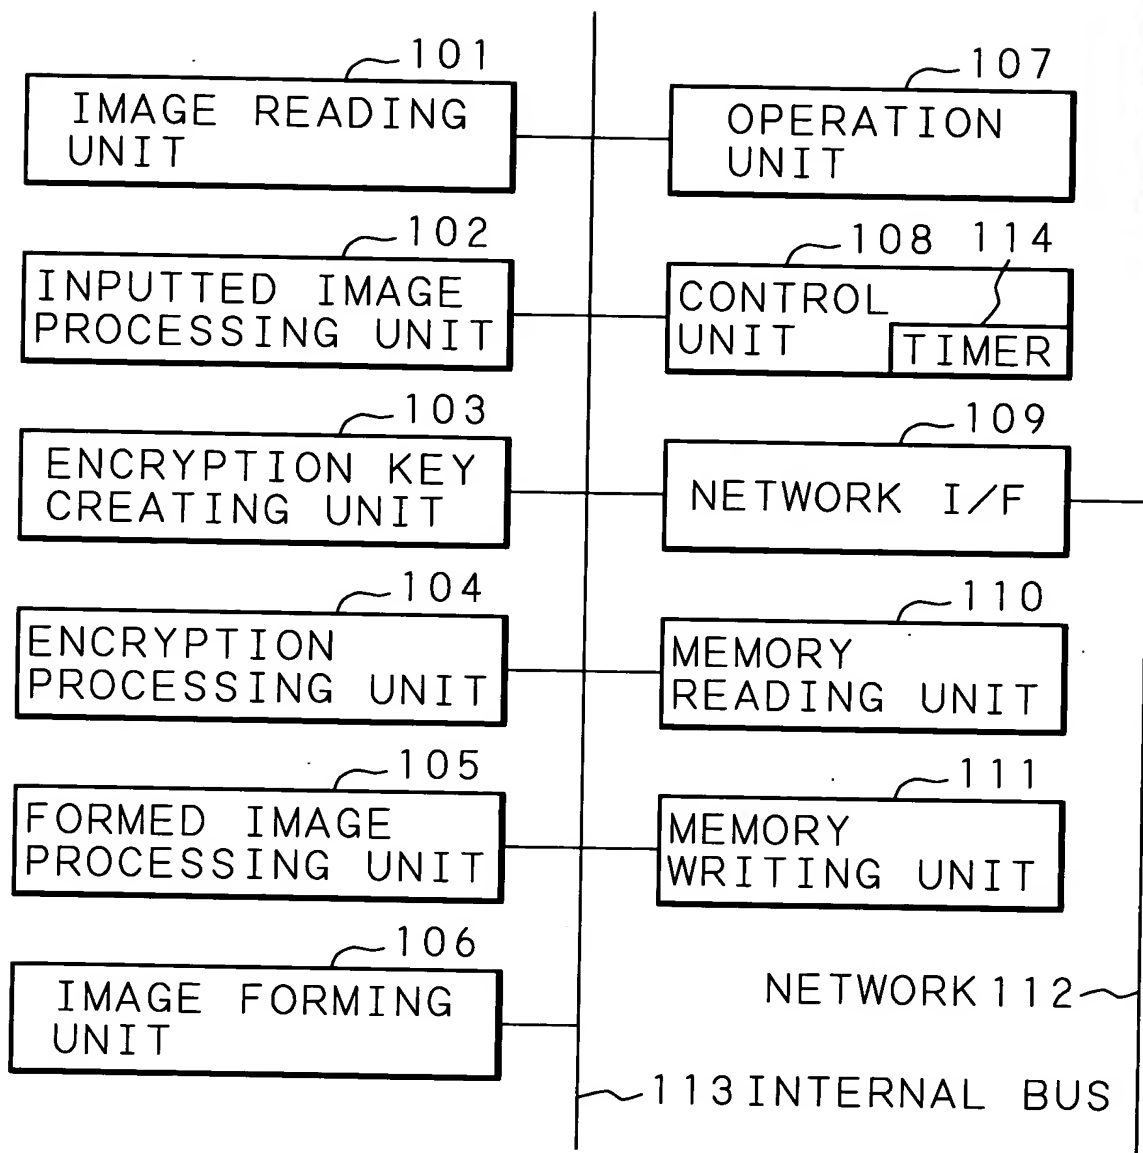 101
IMAGE READING
UNIT
107
OPERATION
UNIT
102
INPUTTED IMAGE
PROCESSING UNIT
108
114
CONTROL
UNIT
TIMER
103
ENCRYPTION KEY
CREATING UNIT
109
NETWORK I/F
104
ENCRYPTION
PROCESSING UNIT
110
MEMORY
READING UNIT
105
FORMED IMAGE
PROCESSING UNIT
111
MEMORY
WRITING UNIT
106
IMAGE FORMING
UNIT
NETWORK 112
113 INTERNAL BUS